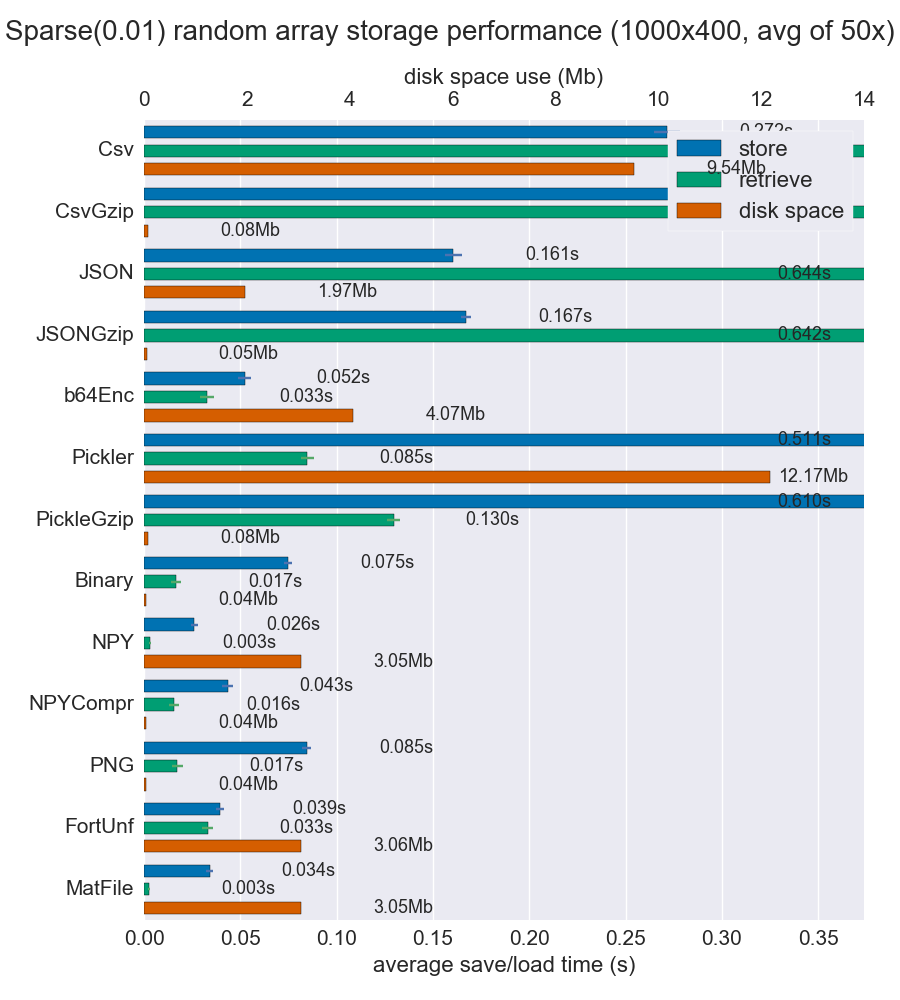 Sparse(0.01) random array storage performance (1000x400, avg of 50x)
disk space use (Mb)
0 2 4 6 8 10 12 14
Csv
0.272s
9.54Mb
store
retrieve
disk space
CsvGzip
0.08Mb
JSON
0.161s
0.644s
1.97Mb
JSONGzip
0.167s
0.642s
0.05Mb
b64Enc
0.052s
0.033s
4.07Mb
Pickler
0.511s
0.085s
12.17Mb
PickleGzip
0.610s
0.130s
0.08Mb
Binary
0.075s
0.017s
0.04Mb
NPY
0.026s
0.003s
3.05Mb
NPYCompr
0.043s
0.016s
0.04Mb
PNG
0.085s
0.017s
0.04Mb
FortUnf
0.039s
0.033s
3.06Mb
MatFile
0.034s
0.003s
3.05Mb
0.00 0.05 0.10 0.15 0.20 0.25 0.30 0.35
average save/load time (s)